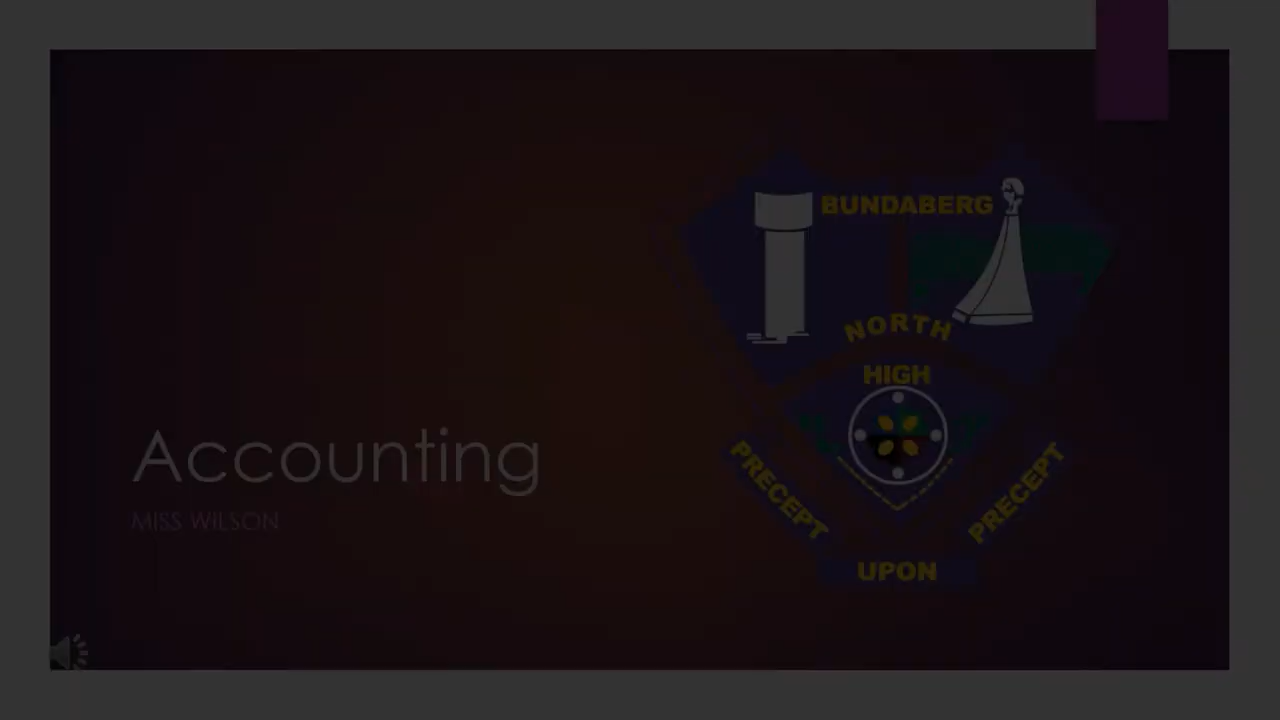 Accounting
MISS WILSON
BUNDABERG
NORTH
HIGH
PRECEPT
UPON
PRECEPT